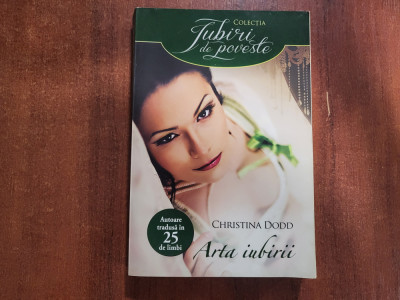 COLECȚIA
Iubiri
de poveste
Autoare
tradusă în
25
de limbi
CHRISTINA DODD
Arta iubirii